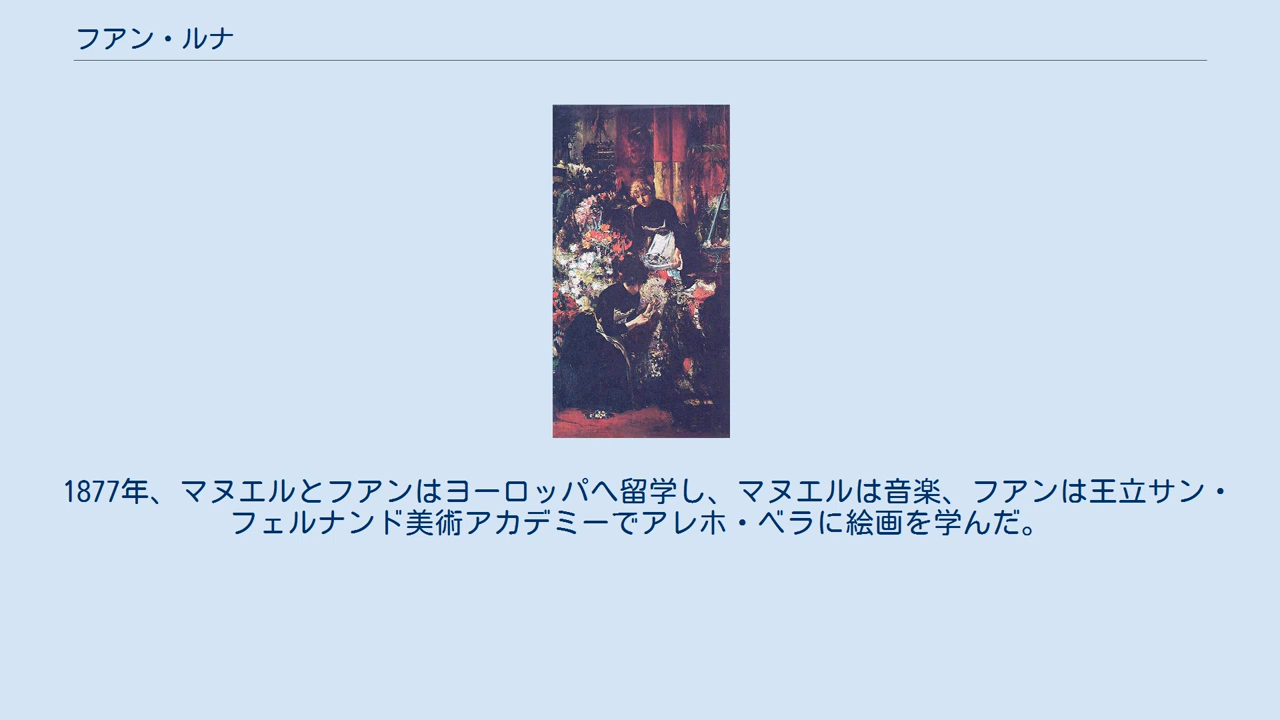 フアン・ルナ
1877年、マヌエルとフアンはヨーロッパへ留学し、マヌエルは音楽、フアンは王立サン・
フェルナンド美術アカデミーでアレホ・ベラに絵画を学んだ。